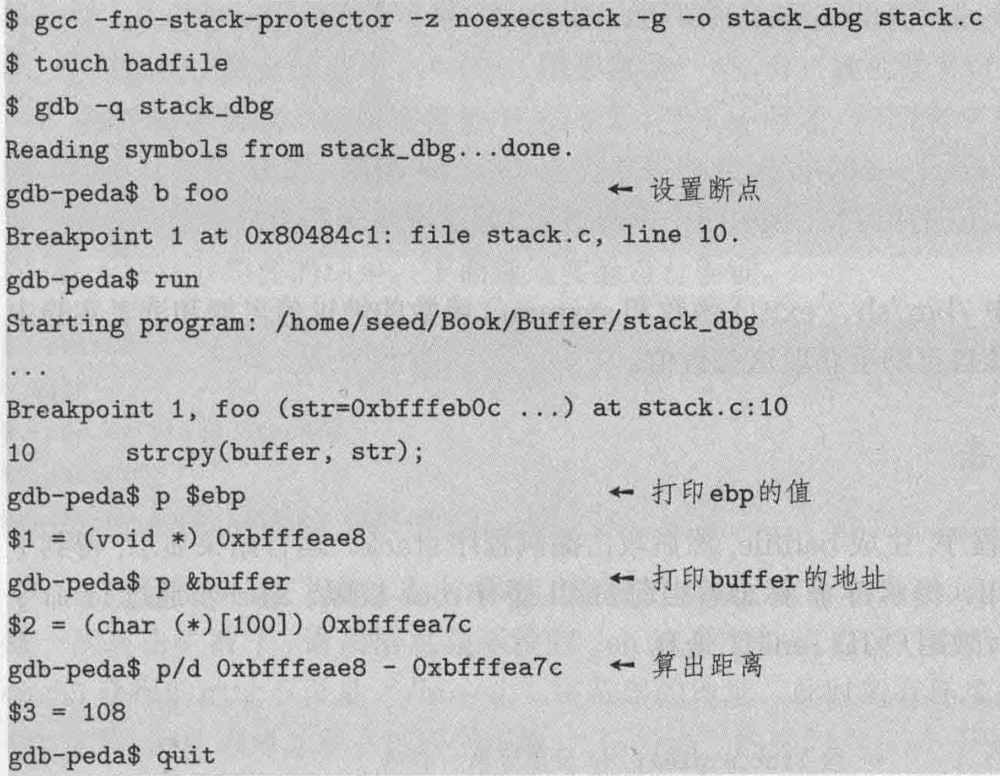 $ gcc -fno-stack-protector -z noexecstack -g -o stack_dbg stack.c
$ touch badfile
$ gdb -q stack_dbg
Reading symbols from stack_dbg...done.
gdb-peda$ b foo ← 设置断点
Breakpoint 1 at 0x80484c1: file stack.c, line 10.
gdb-peda$ run
Starting program: /home/seed/Book/Buffer/stack_dbg
...
Breakpoint 1, foo (str=0xbfffeb0c ...) at stack.c:10
10 strcpy(buffer, str);
gdb-peda$ p $ebp ← 打印ebp的值
$1 = (void *) 0xbfffeae8
gdb-peda$ p &buffer ← 打印buffer的地址
$2 = (char (*)[100]) 0xbfffea7c
gdb-peda$ p/d 0xbfffeae8 - 0xbfffea7c ← 算出距离
$3 = 108
gdb-peda$ quit